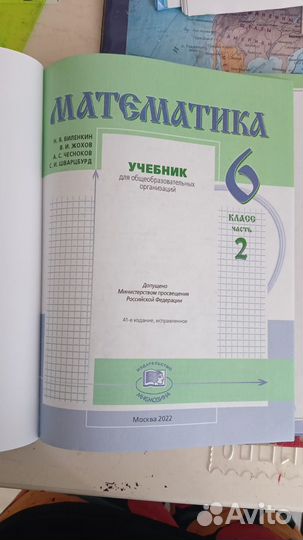 МАТЕМАТИКА
Н. Я. ВИЛЕНКИН
В. И. ЖОХОВ
А. С. ЧЕСНОКОВ
С. И. ШВАРЦБУРД
УЧЕБНИК
для общеобразовательных
организаций
6
КЛАСС
ЧАСТЬ
2
Допущено
Министерством просвещения
Российской Федерации
41-е издание, исправленное
ИЗДАТЕЛЬСТВО
МНЕМОЗИНА
Москва 2022
Avito